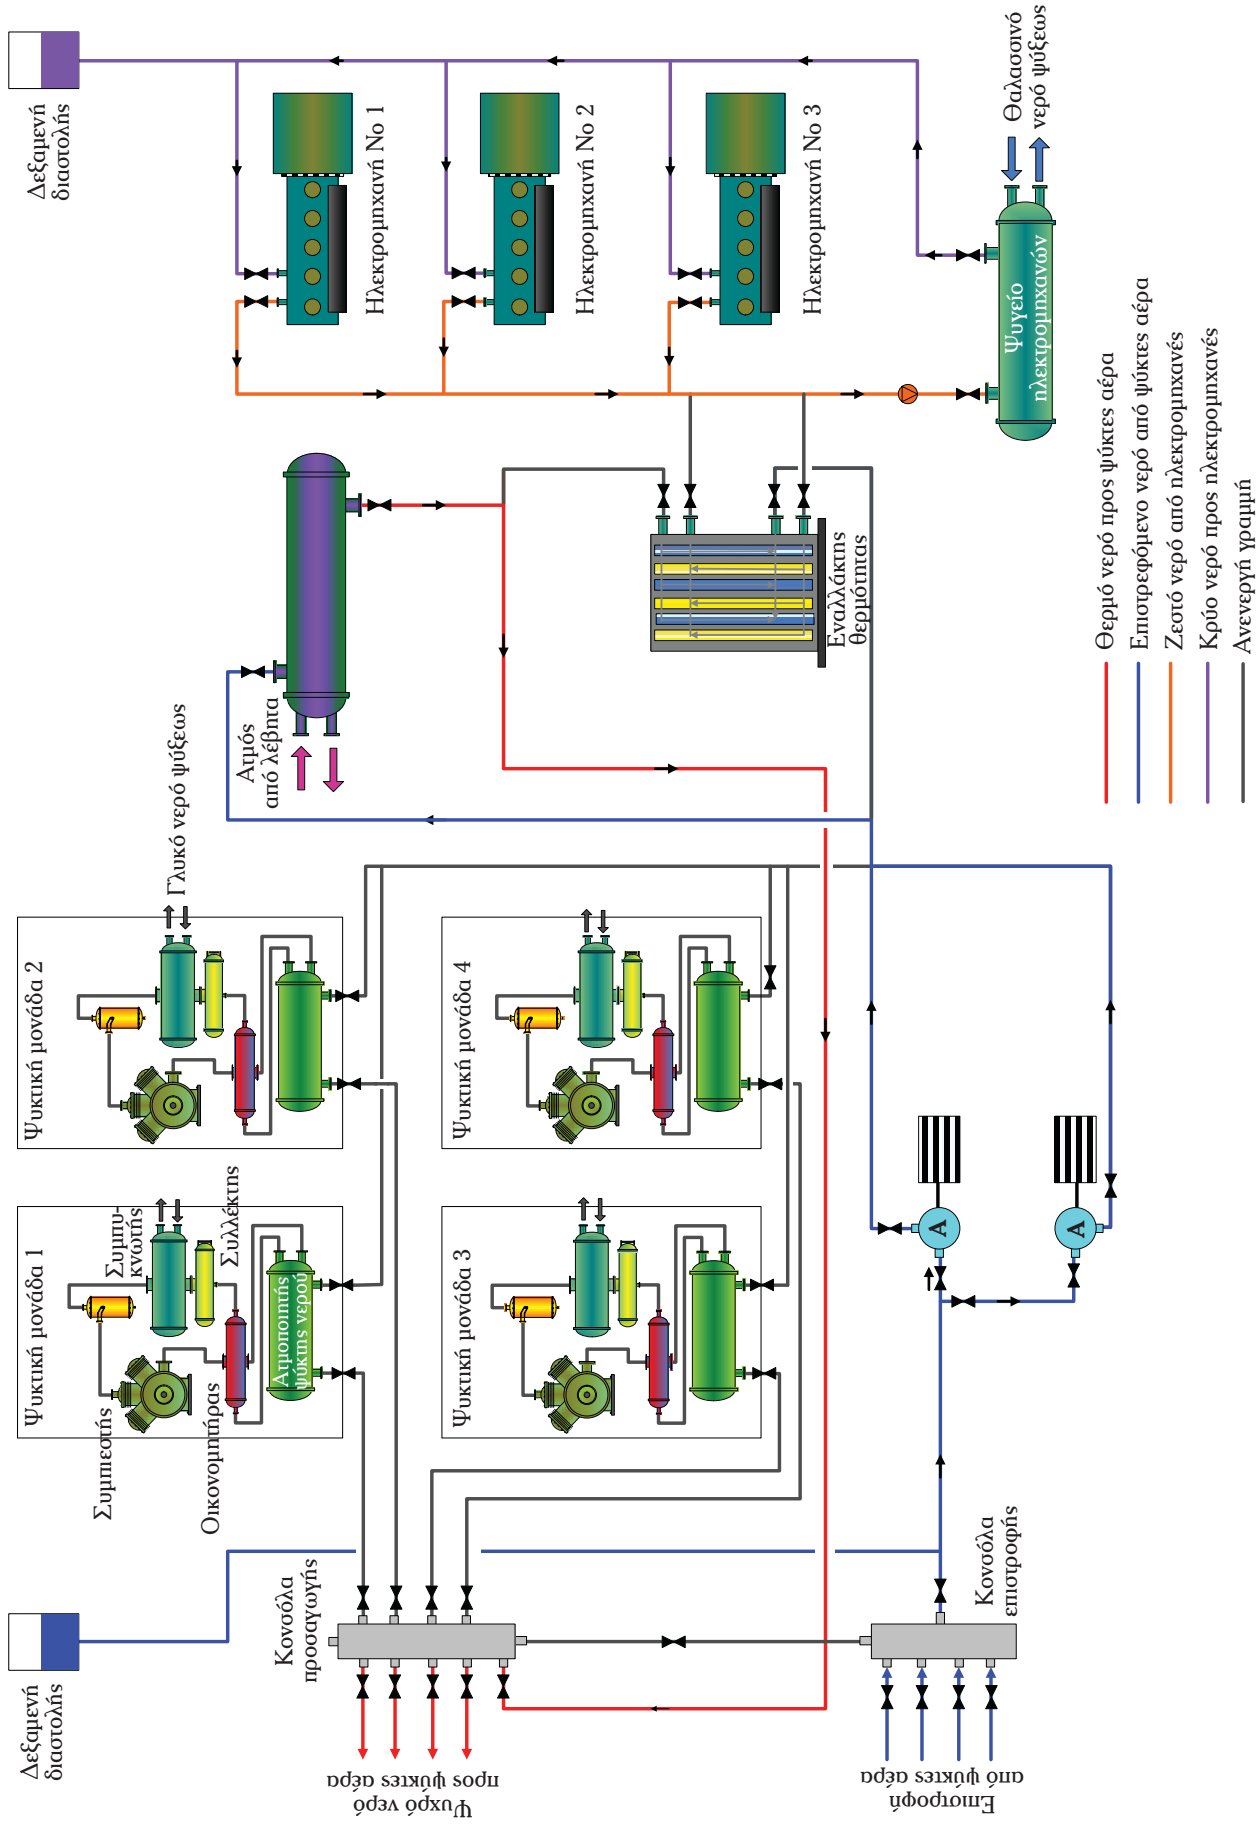 Δεξαμενή
διαστολής
Ηλεκτρομηχανή Νο 1
Ηλεκτρομηχανή Νο 2
Ηλεκτρομηχανή Νο 3
Θαλασσινό
νερό ψύξεως
Ψυγείο
ηλεκτρομηχανών
Ατμός
από λέβητα
Εναλλάκτης
θερμότητας
Θερμό νερό προς ψύκτες αέρα
Επιστρεφόμενο νερό από ψύκτες αέρα
Ζεστό νερό από ηλεκτρομηχανές
Κρύο νερό προς ηλεκτρομηχανές
Ανενεργή γραμμή
Ψυκτική μονάδα 2
Γλυκό νερό ψύξεως
Ψυκτική μονάδα 4
Ψυκτική μονάδα 1
Συμπυ-
κνωτής
Συλλέκτης
Ατμοποιητής
ψύκτης νερού
Συμπιεστής
Οικονομητήρας
Ψυκτική μονάδα 3
Α
Α
Δεξαμενή
διαστολής
Κονσόλα
προσαγωγής
Κονσόλα
επιστροφής
Ψυχρό νερό
προς ψύκτες αέρα
Επιστροφή
από ψύκτες αέρα